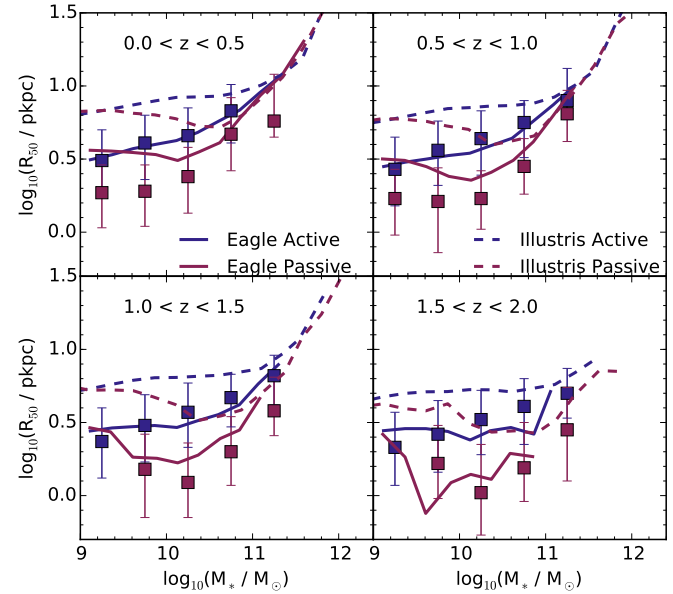 1.5
0.0 < z < 0.5
0.5 < z < 1.0
1.0
0.5
0.0
log₁₀(R₅₀ / pkpc)
Eagle Active
Eagle Passive
Illustris Active
Illustris Passive
1.5
1.0 < z < 1.5
1.5 < z < 2.0
1.0
0.5
0.0
log₁₀(R₅₀ / pkpc)
9 10 11 12 9 10 11 12
log₁₀(M* / M☉)
log₁₀(M* / M☉)